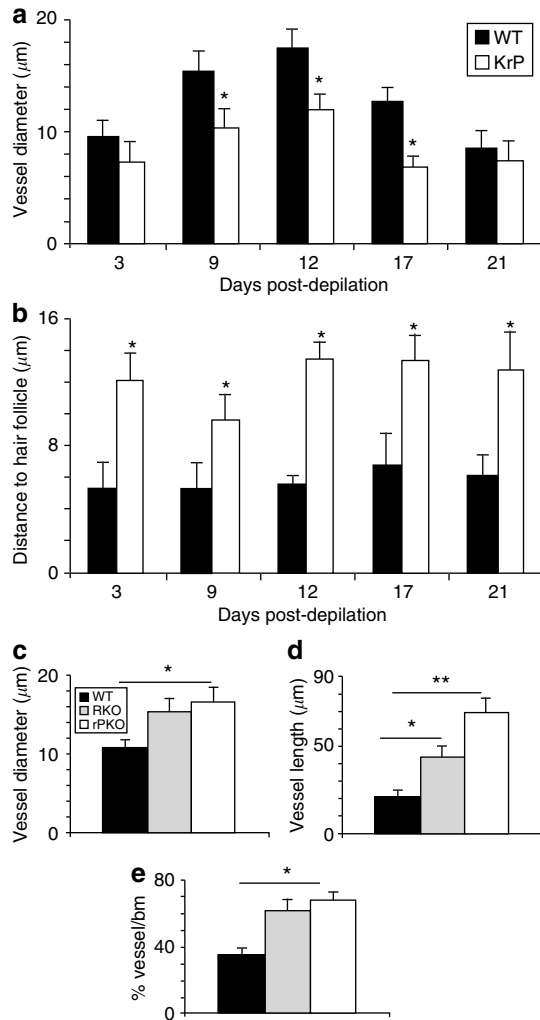 a
Vessel diameter (μm)
20
10
0
WT
KrP
*
*
*
3 9 12 17 21
Days post-depilation
b
Distance to hair follicle (μm)
16
8
0
*
*
*
*
*
3 9 12 17 21
Days post-depilation
c
Vessel diameter (μm)
20
10
0
WT
RKO
rPKO
*
d
Vessel length (μm)
90
50
0
*
**
e
% vessel/bm
80
40
0
*